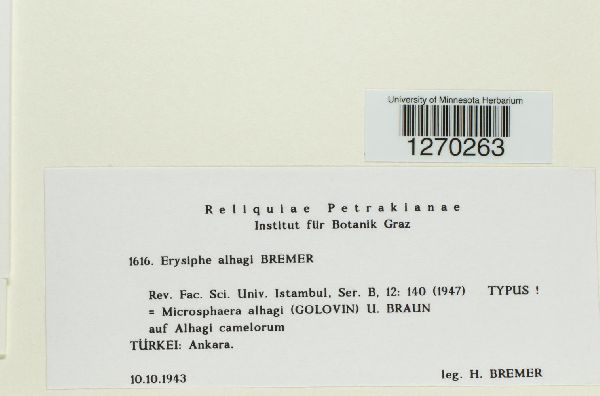 University of Minnesota Herbarium
1270263
Reliquiae Petrakianae
Institut für Botanik Graz
1616. Erysiphe alhagi BREMER
Rev. Fac. Sci. Univ. Istambul, Ser. B, 12: 140 (1947) TYPUS !
= Microsphaera alhagi (GOLOVIN) U. BRAUN
auf Alhagi camelorum
TÜRKEI: Ankara.
10.10.1943 leg. H. BREMER